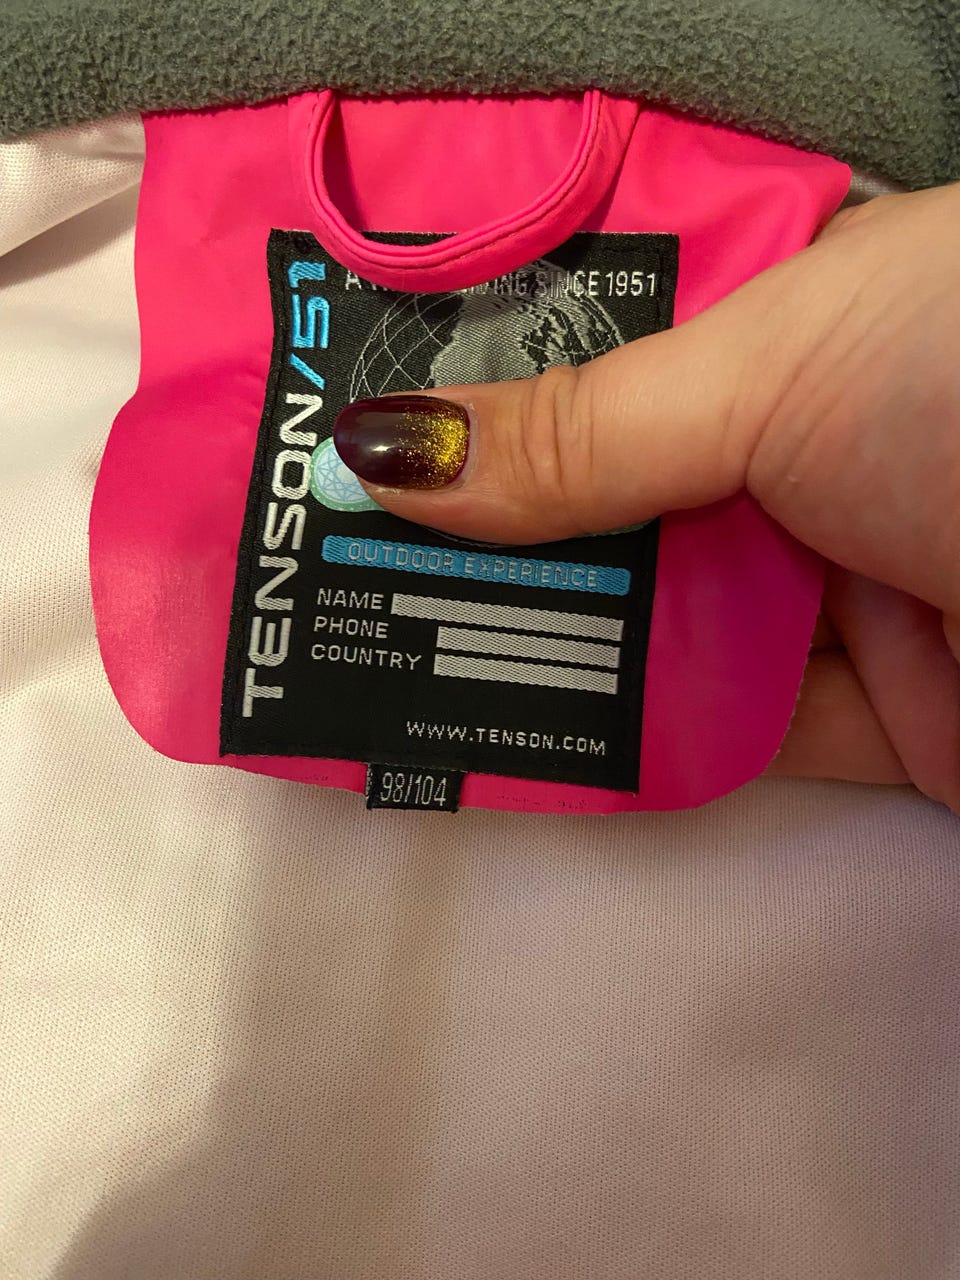 TENSON/51
A SINCE 1951
OUTDOOR EXPERIENCE
NAME
PHONE
COUNTRY
WWW.TENSON.COM
98/104